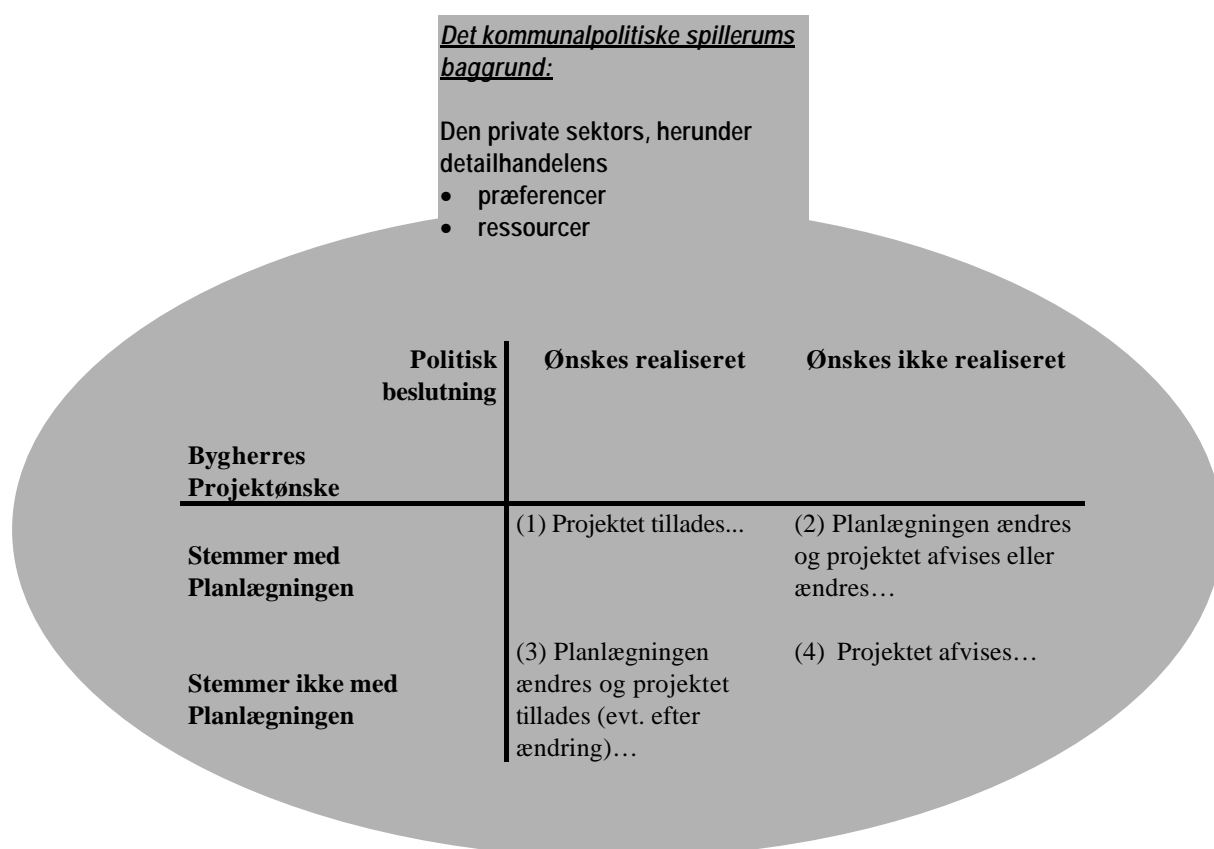 Det kommunalpolitiske spillerums
baggrund:
Den private sektors, herunder
detailhandelens
• præferencer
• ressourcer
Politisk
beslutning
Ønskes realiseret
Ønskes ikke realiseret
Bygherres
Projektønske
Stemmer med
Planlægningen
(1) Projektet tillades...
(2) Planlægningen ændres
og projektet afvises eller
ændres…
Stemmer ikke med
Planlægningen
(3) Planlægningen
ændres og projektet
tillades (evt. efter
ændring)…
(4) Projektet afvises…